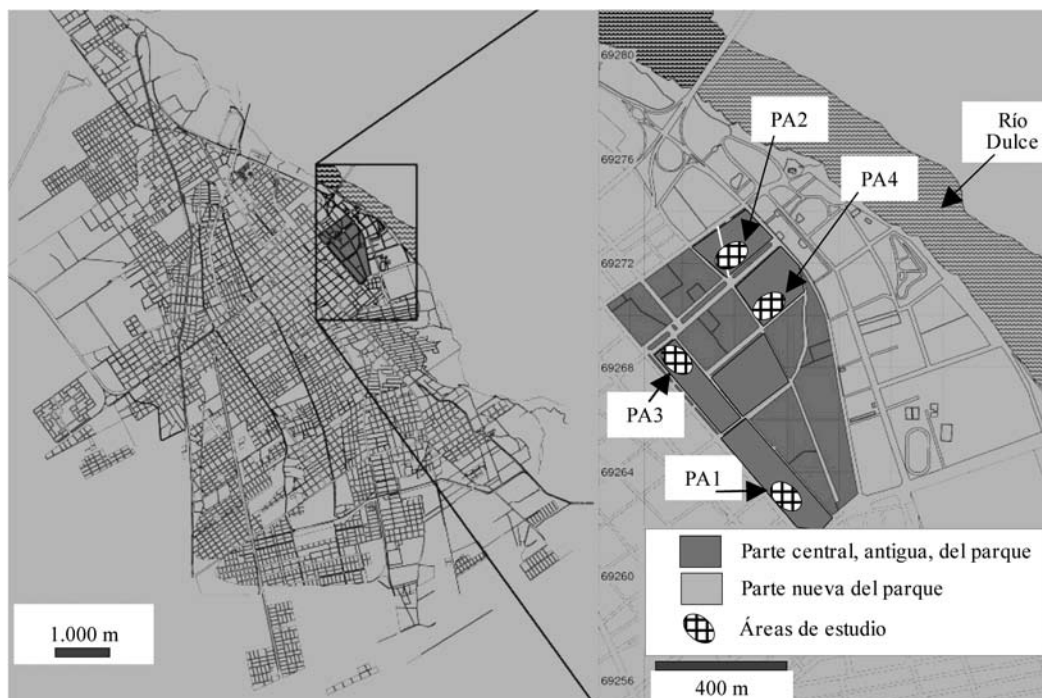 1.000 m
69280
69276
69272
69268
69264
69260
69256
PA2
PA4
Río
Dulce
PA3
PA1
Parte central, antigua, del parque
Parte nueva del parque
Áreas de estudio
400 m